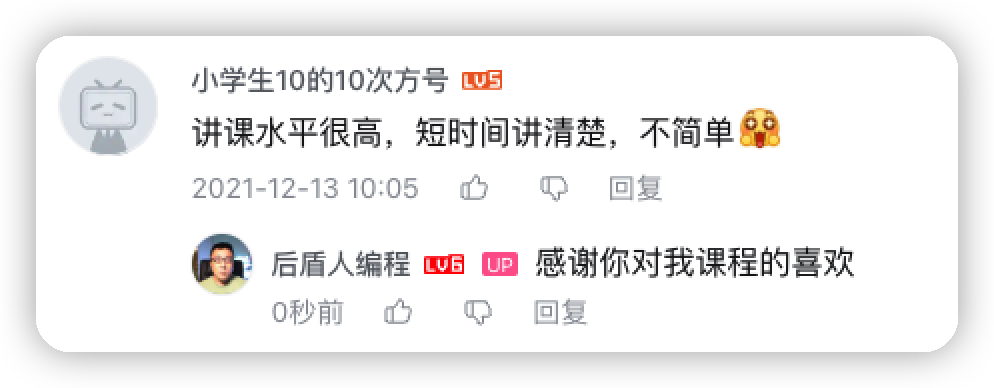 小学生10的10次方号 LV5
讲课水平很高，短时间讲清楚，不简单
2021-12-13 10:05 回复
后盾人编程 LV6 UP 感谢你对我课程的喜欢
0秒前 回复